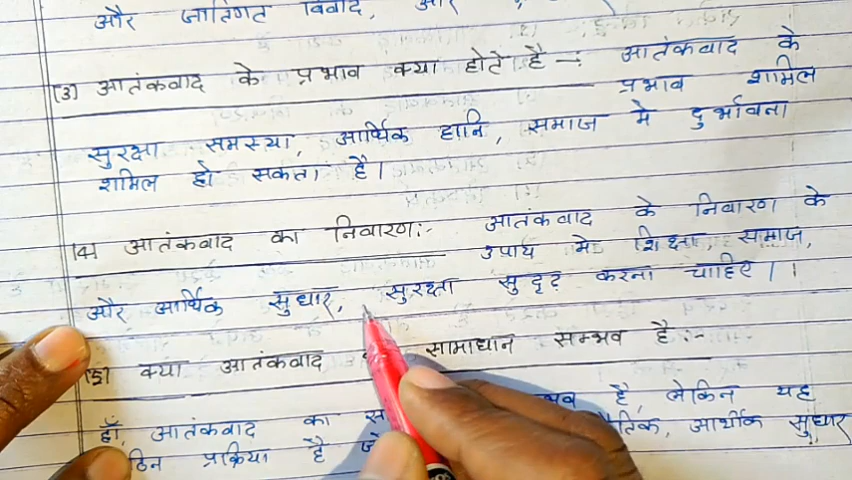 और जातिगत विवाद, और
(3) आतंकवाद के प्रभाव क्या होते है –: आतंकवाद के
प्रभाव शामिल
सुरक्षा समस्या, आर्थिक हानि, समाज मे दुर्भावना
शामिल हो सकता है।
(4) आतंकवाद का निवारण:- आतंकवाद के निवारण के
उपाय मे शिक्षा, समाज,
और आर्थिक सुधार, सुरक्षा सुदृढ़ करना चाहिए।
(5) क्या आतंकवाद सामाधान सम्भव है :-
हाँ, आतंकवाद का है, लेकिन यह
प्रक्रिया है आर्थीक सुधार